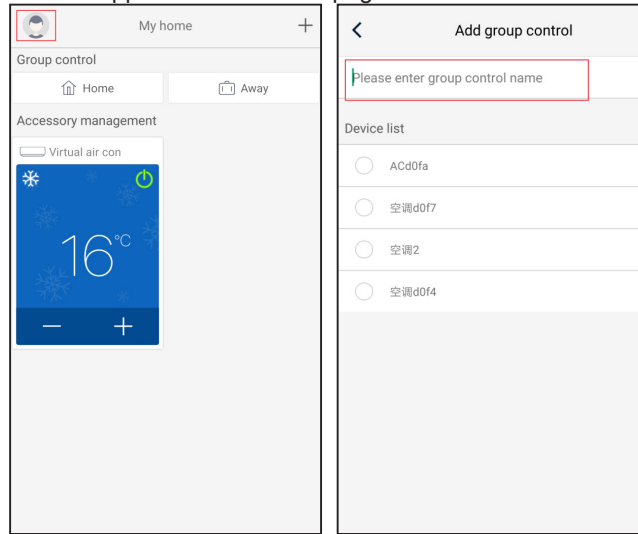 My home
Group control
Home
Away
Accessory management
Virtual air con
16°C
Add group control
Please enter group control name
Device list
ACd0fa
空调d0f7
空调2
空调d0f4